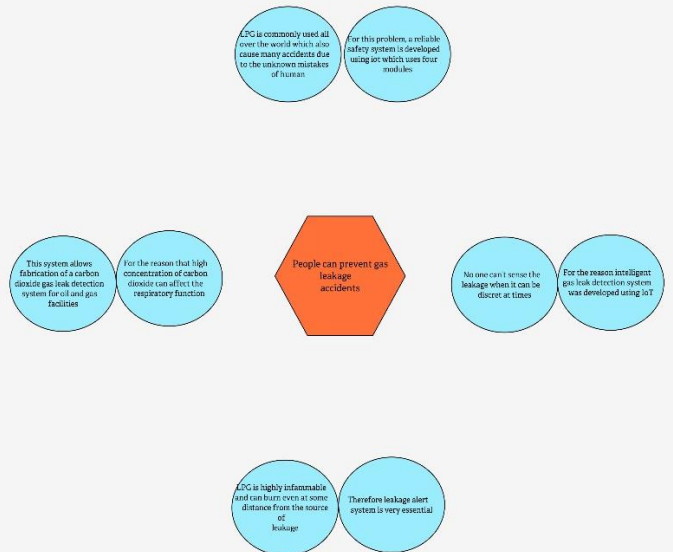 LPG is commonly used all
over the world which also
cause many accidents due
to the unknown mistakes
of human
For this problem, a reliable
safety system is developed
using iot which uses four
modules
This system allows
fabrication of a carbon
dioxide gas leak detection
system for oil and gas
facilities
For the reason that high
concentration of carbon
dioxide can affect the
respiratory function
People can prevent gas
leakage
accidents
No one can't sense the
leakage when it can be
discret at times
For the reason intelligent
gas leak detection system
was developed using IoT
LPG is highly infammable
and can burn even at some
distance from the source
of
leakage
Therefore leakage alert
system is very essential